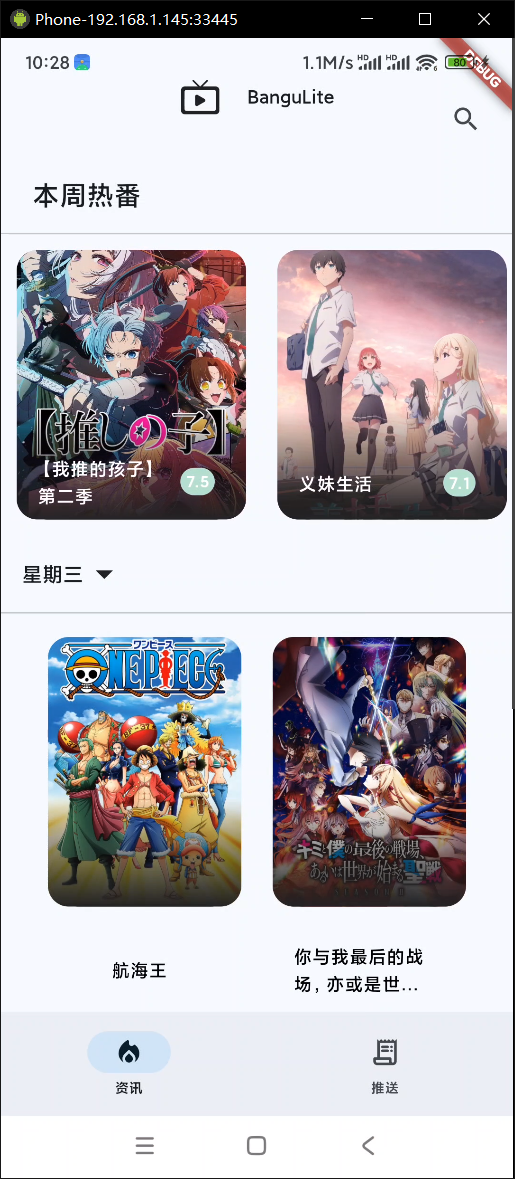 Phone-192.168.1.145:33445
10:28
1.1M/s HD HD 6 80
DEBUG
BanguLite
本周热番
【推しの子】
【我推的孩子】
第二季
7.5
义妹生活
7.1
星期三
ワンピース
ONE PIECE
キミと僕の最後の戦場、
あるいは世界が始まる聖戦
航海王
你与我最后的战
场，亦或是世…
资讯
推送